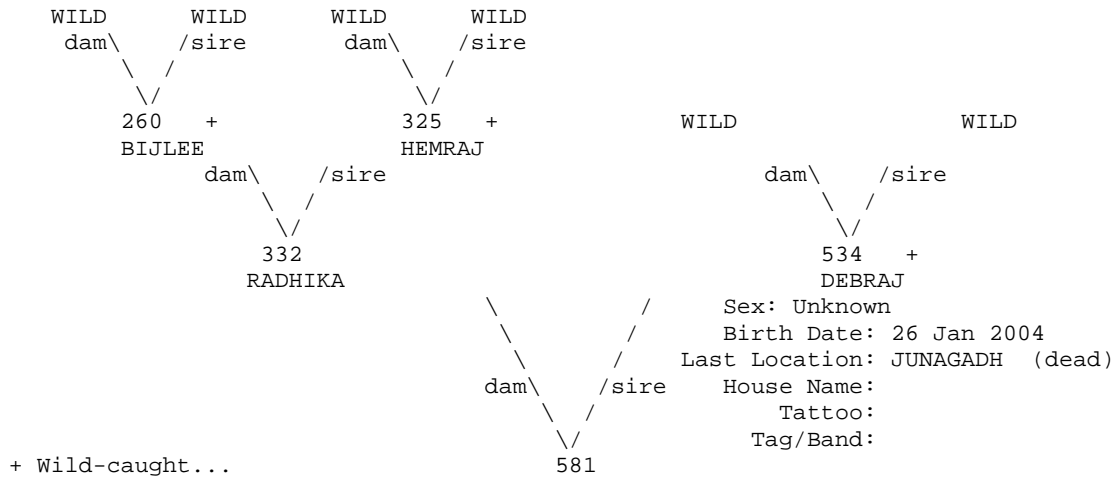 WILD WILD WILD WILD
dam\ /sire dam\ /sire
\ / \ /
\/ \/
260 + 325 + WILD WILD
BIJLEE HEMRAJ
dam\ /sire dam\ /sire
\ / \ /
\/ \/
332 534 +
RADHIKA DEBRAJ
\ / Sex: Unknown
\ / Birth Date: 26 Jan 2004
\ / Last Location: JUNAGADH (dead)
dam\ /sire House Name:
\ / Tattoo:
\/ Tag/Band:
+ Wild-caught... 581